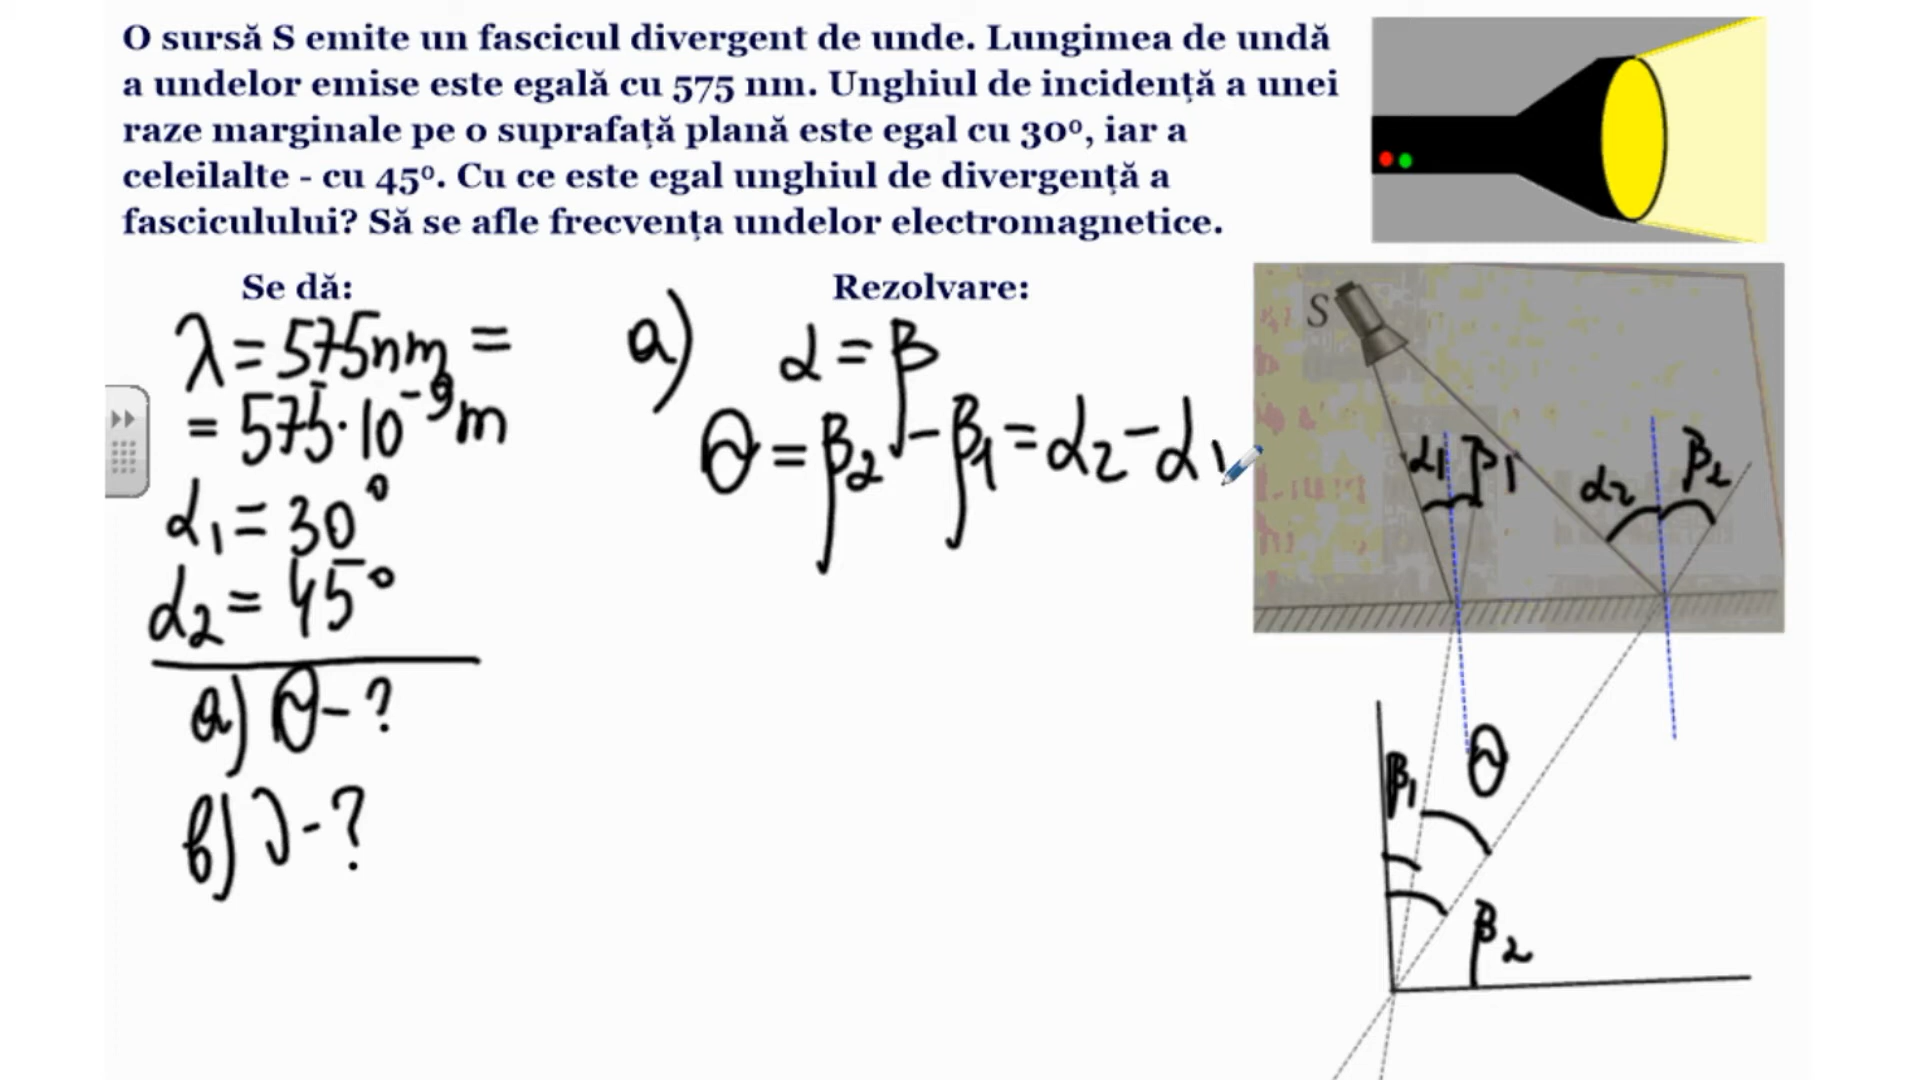 O sursă S emite un fascicul divergent de unde. Lungimea de undă
a undelor emise este egală cu 575 nm. Unghiul de incidență a unei
raze marginale pe o suprafață plană este egal cu 30º, iar a
celeilalte - cu 45º. Cu ce este egal unghiul de divergență a
fasciculului? Să se afle frecvența undelor electromagnetice.
Se dă:
λ = 575nm =
= 575·10⁻⁹m
α₁ = 30°
α₂ = 45°
a) θ - ?
b) ν - ?
Rezolvare:
a) α = β
θ = β₂ - β₁ = α₂ - α₁
S
α₁ β₁
α₂ β₂
θ
β₁
β₂